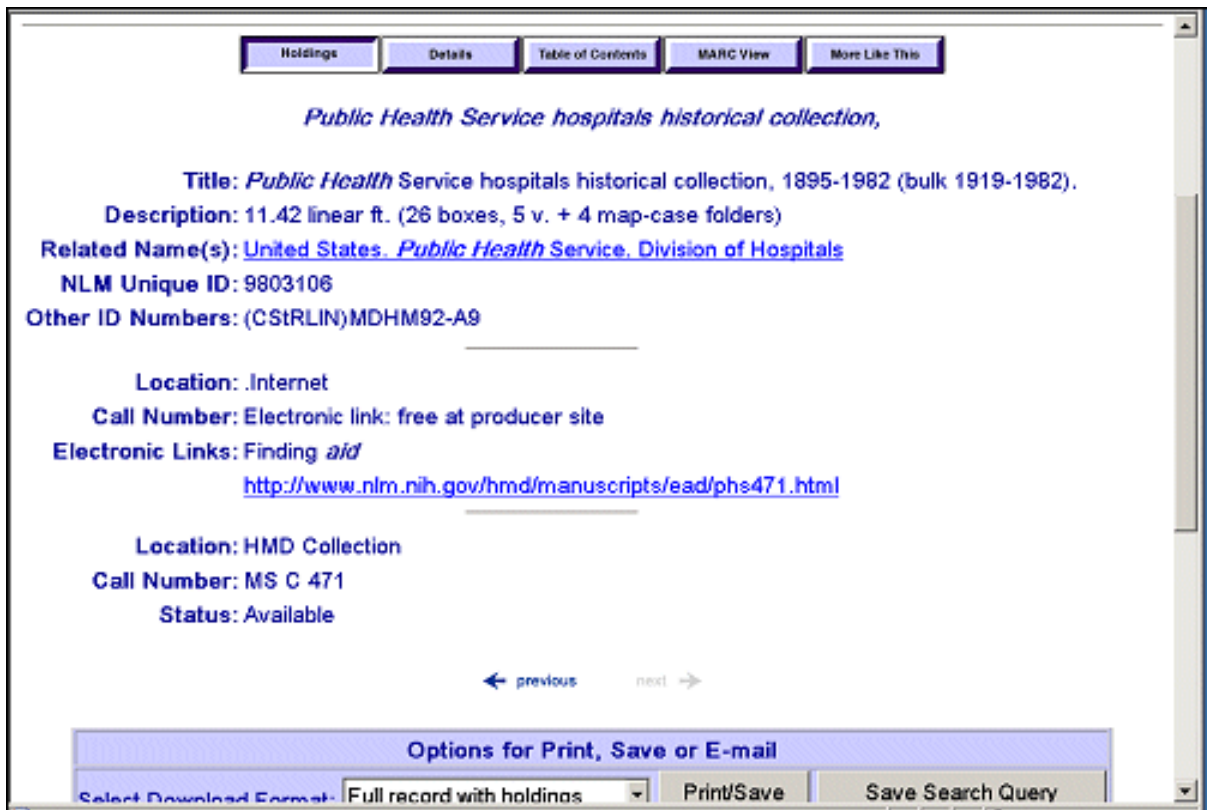 Holdings Details Table of Contents MARC View More Like This
Public Health Service hospitals historical collection,
Title: Public Health Service hospitals historical collection, 1895-1982 (bulk 1919-1982).
Description: 11.42 linear ft. (26 boxes, 5 v. + 4 map-case folders)
Related Name(s): United States. Public Health Service. Division of Hospitals
NLM Unique ID: 9803106
Other ID Numbers: (CStRLIN)MDHM92-A9
Location: .Internet
Call Number: Electronic link: free at producer site
Electronic Links: Finding aid
http://www.nlm.nih.gov/hmd/manuscripts/ead/phs471.html
Location: HMD Collection
Call Number: MS C 471
Status: Available
previous next
Options for Print, Save or E-mail
Select Download Format: Full record with holdings Print/Save Save Search Query